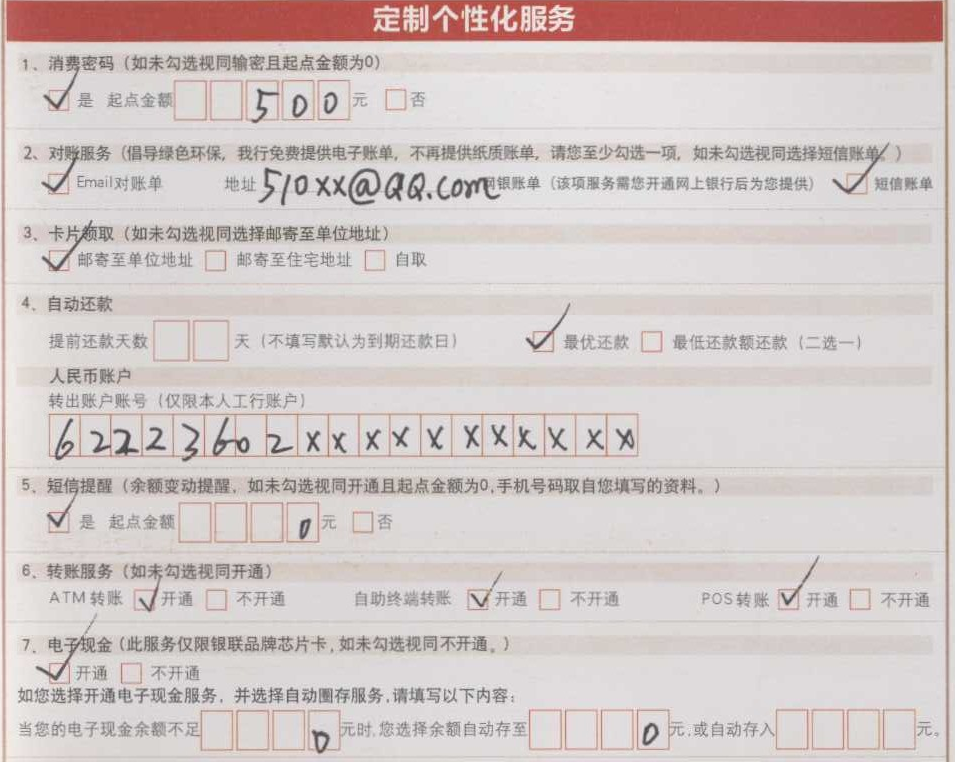 定制个性化服务
1、消费密码（如未勾选视同输密且起点金额为0）
☑是 起点金额 500元 □否
2、对账服务（倡导绿色环保，我行免费提供电子账单，不再提供纸质账单，请您至少勾选一项，如未勾选视同选择短信账单。）
☑Email对账单 地址 510xx@QQ.com 网银账单（该项服务需您开通网上银行后为您提供） ☑短信账单
3、卡片领取（如未勾选视同选择邮寄至单位地址）
☑邮寄至单位地址 □邮寄至住宅地址 □自取
4、自动还款
提前还款天数□□天（不填写默认为到期还款日） ☑最优还款 □最低还款额还款（二选一）
人民币账户
转出账户账号（仅限本人工行账户）
62223602xxxxxxxxxxx
5、短信提醒（余额变动提醒，如未勾选视同开通且起点金额为0,手机号码取自您填写的资料。）
☑是 起点金额 0元 □否
6、转账服务（如未勾选视同开通）
ATM转账 ☑开通 □不开通 自助终端转账 ☑开通 □不开通 POS转账 ☑开通 □不开通
7、电子现金（此服务仅限银联品牌芯片卡,如未勾选视同不开通。）
☑开通 □不开通
如您选择开通电子现金服务，并选择自动圈存服务,请填写以下内容：
当您的电子现金余额不足 0元时,您选择余额自动存至 0元,或自动存入□□□□元。